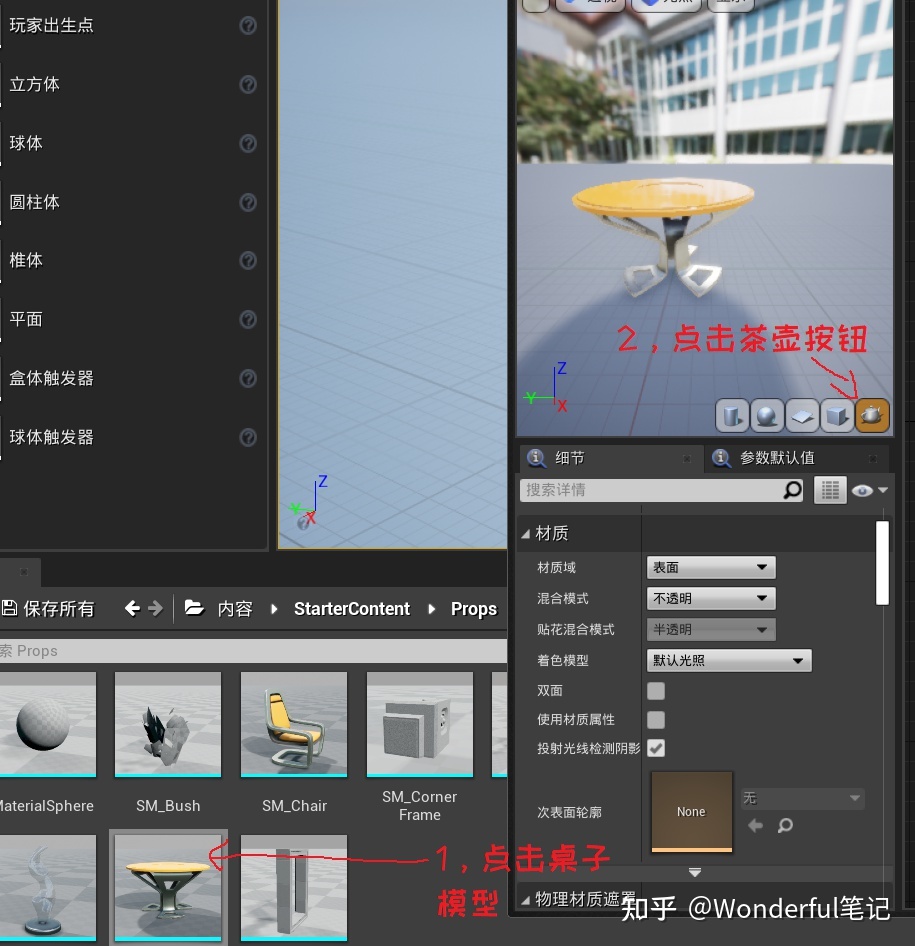 玩家出生点
立方体
球体
圆柱体
椎体
平面
盒体触发器
球体触发器
Z
Y
X
2，点击茶壶按钮
Z
Y
X
细节
参数默认值
搜索详情
材质
材质域
表面
混合模式
不透明
贴花混合模式
半透明
着色模型
默认光照
双面
使用材质属性
投射光线检测阴影
次表面轮廓
None
无
物理材质遮罩
保存所有
内容
StarterContent
Props
索 Props
MaterialSphere
SM_Bush
SM_Chair
SM_Corner
Frame
1，点击桌子
模型
知乎 @Wonderful笔记